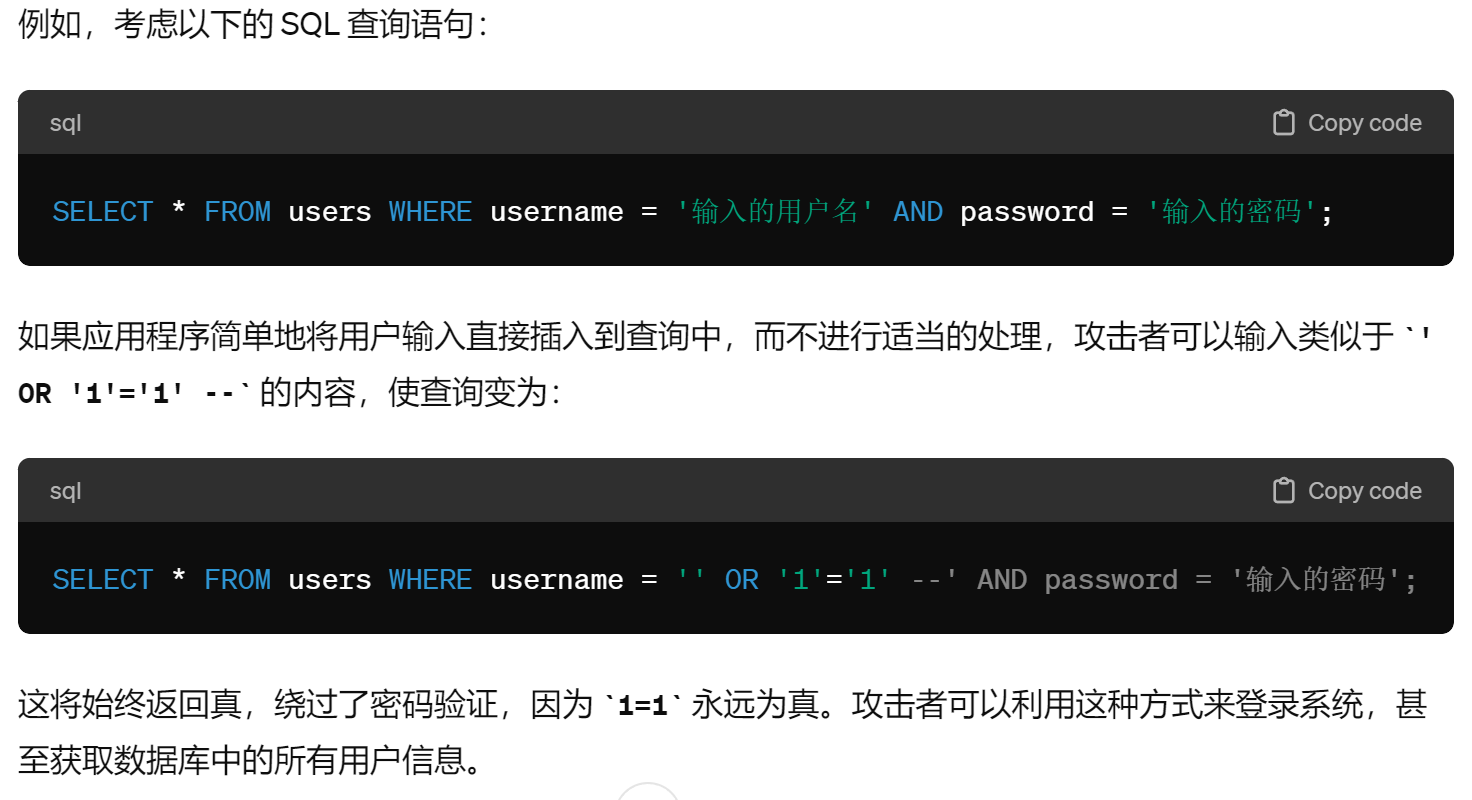 例如，考虑以下的 SQL 查询语句：
sql Copy code
SELECT * FROM users WHERE username = '输入的用户名' AND password = '输入的密码';
如果应用程序简单地将用户输入直接插入到查询中，而不进行适当的处理，攻击者可以输入类似于 `'
OR '1'='1' --` 的内容，使查询变为：
sql Copy code
SELECT * FROM users WHERE username = '' OR '1'='1' --' AND password = '输入的密码';
这将始终返回真，绕过了密码验证，因为 `1=1` 永远为真。攻击者可以利用这种方式来登录系统，甚
至获取数据库中的所有用户信息。